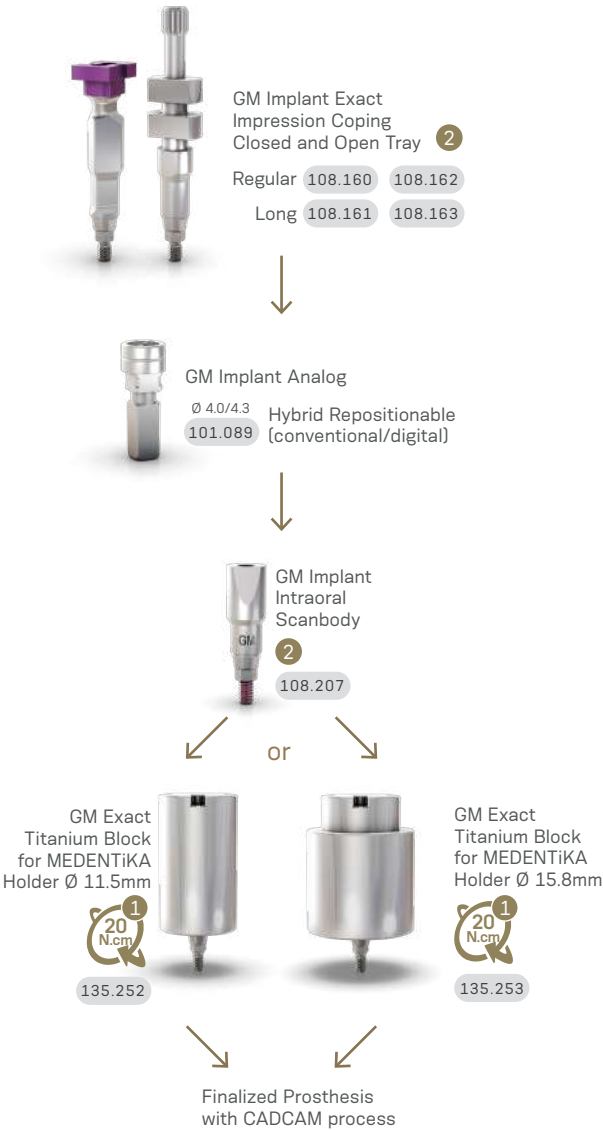 GM Implant Exact
Impression Coping
Closed and Open Tray 2
Regular 108.160 108.162
Long 108.161 108.163
GM Implant Analog
Ø 4.0/4.3
101.089
Hybrid Repositionable
(conventional/digital)
GM Implant
Intraoral
Scanbody
GM
2
108.207
or
GM Exact
Titanium Block
for MEDENTiKA
Holder Ø 11.5mm
1
20
N.cm
135.252
GM Exact
Titanium Block
for MEDENTiKA
Holder Ø 15.8mm
1
20
N.cm
135.253
Finalized Prosthesis
with CADCAM process